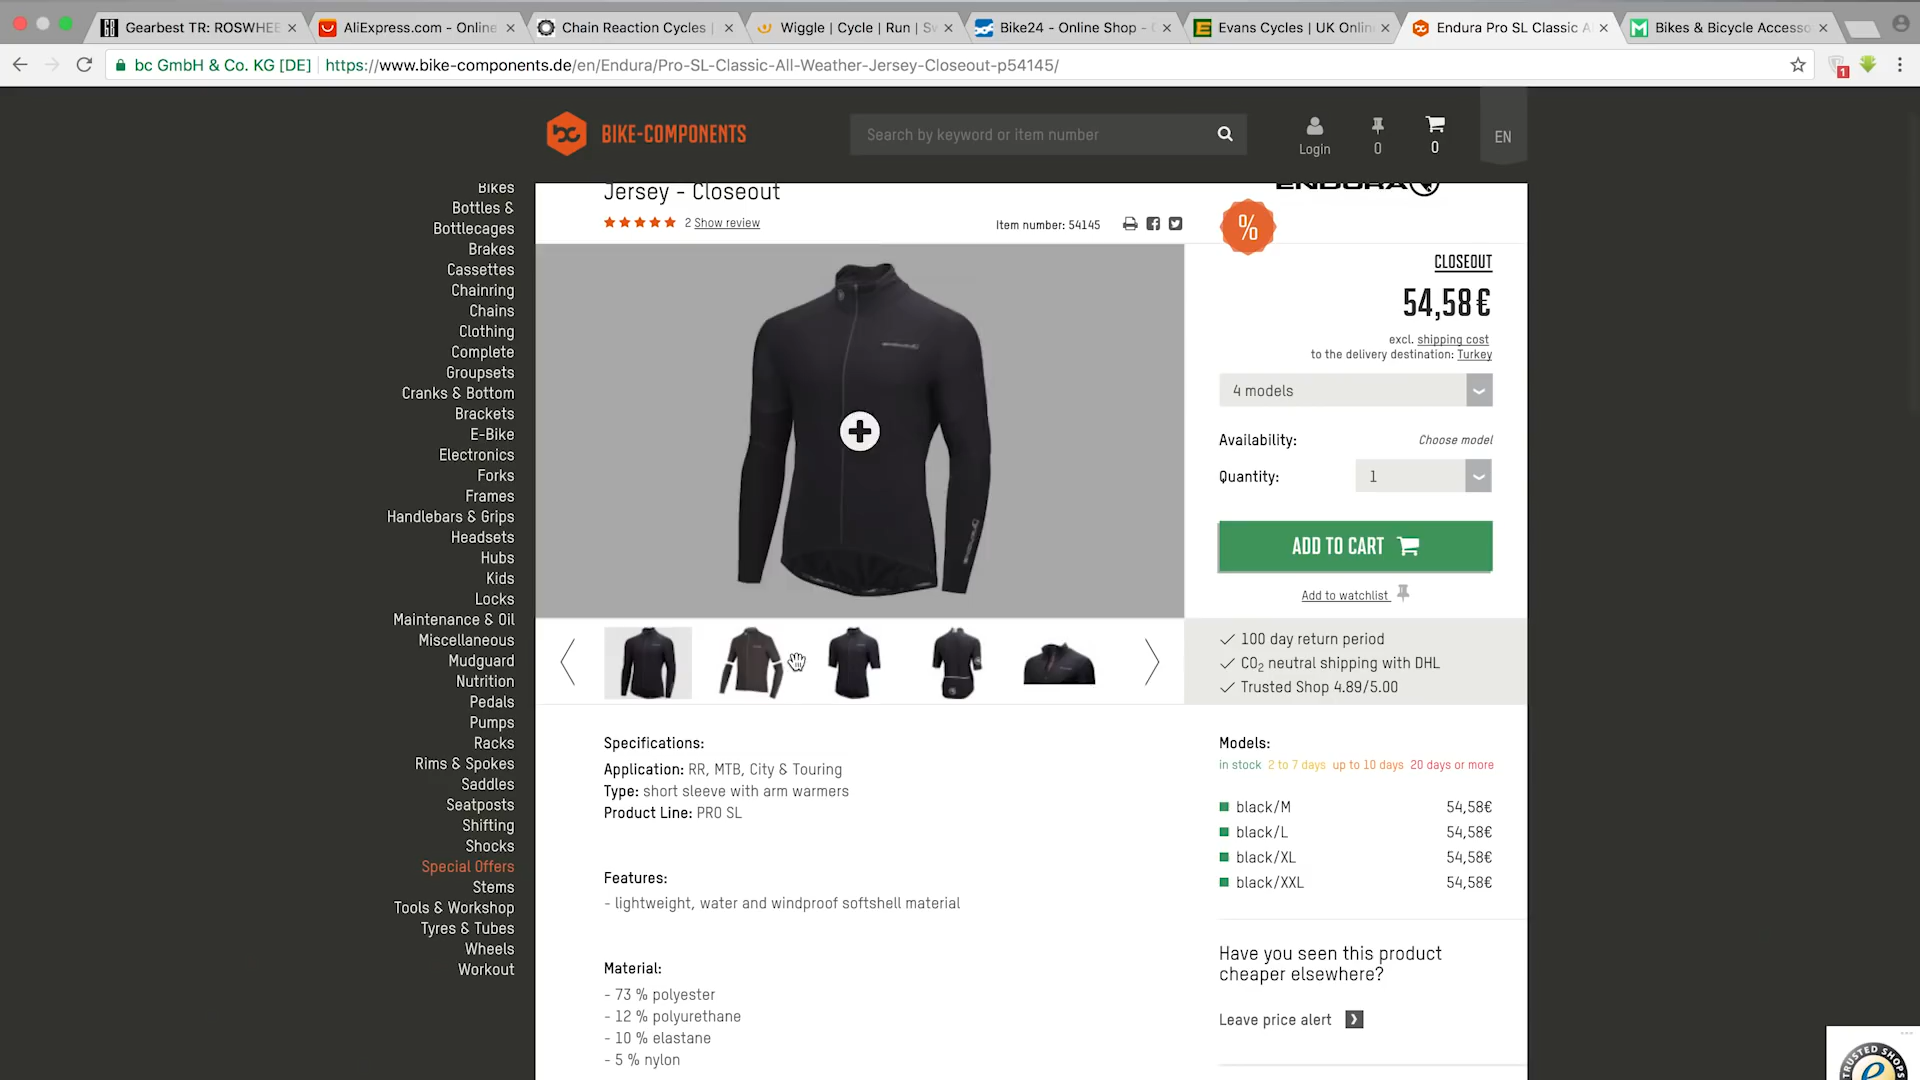 Gearbest TR: ROSWHEE
AliExpress.com - Online
Chain Reaction Cycles |
Wiggle | Cycle | Run | Sw
Bike24 - Online Shop -
Evans Cycles | UK Onlin
Endura Pro SL Classic A
Bikes & Bicycle Accesso
bc GmbH & Co. KG [DE] https://www.bike-components.de/en/Endura/Pro-SL-Classic-All-Weather-Jersey-Closeout-p54145/
1
bc BIKE-COMPONENTS
Search by keyword or item number
Login
0
0
EN
Bikes
Bottles &
Bottlecages
Brakes
Cassettes
Chainring
Chains
Clothing
Complete
Groupsets
Cranks & Bottom
Brackets
E-Bike
Electronics
Forks
Frames
Handlebars & Grips
Headsets
Hubs
Kids
Locks
Maintenance & Oil
Miscellaneous
Mudguard
Nutrition
Pedals
Pumps
Racks
Rims & Spokes
Saddles
Seatposts
Shifting
Shocks
Special Offers
Stems
Tools & Workshop
Tyres & Tubes
Wheels
Workout
Jersey - Closeout
2 Show review
Item number: 54145
ENDURA
%
CLOSEOUT
54,58€
excl. shipping cost
to the delivery destination: Turkey
4 models
Availability: Choose model
Quantity: 1
ADD TO CART
Add to watchlist
100 day return period
CO₂ neutral shipping with DHL
Trusted Shop 4.89/5.00
Specifications:
Application: RR, MTB, City & Touring
Type: short sleeve with arm warmers
Product Line: PRO SL
Features:
- lightweight, water and windproof softshell material
Material:
- 73 % polyester
- 12 % polyurethane
- 10 % elastane
- 5 % nylon
Models:
in stock 2 to 7 days up to 10 days 20 days or more
black/M 54,58€
black/L 54,58€
black/XL 54,58€
black/XXL 54,58€
Have you seen this product
cheaper elsewhere?
Leave price alert
TRUSTED SHOPS